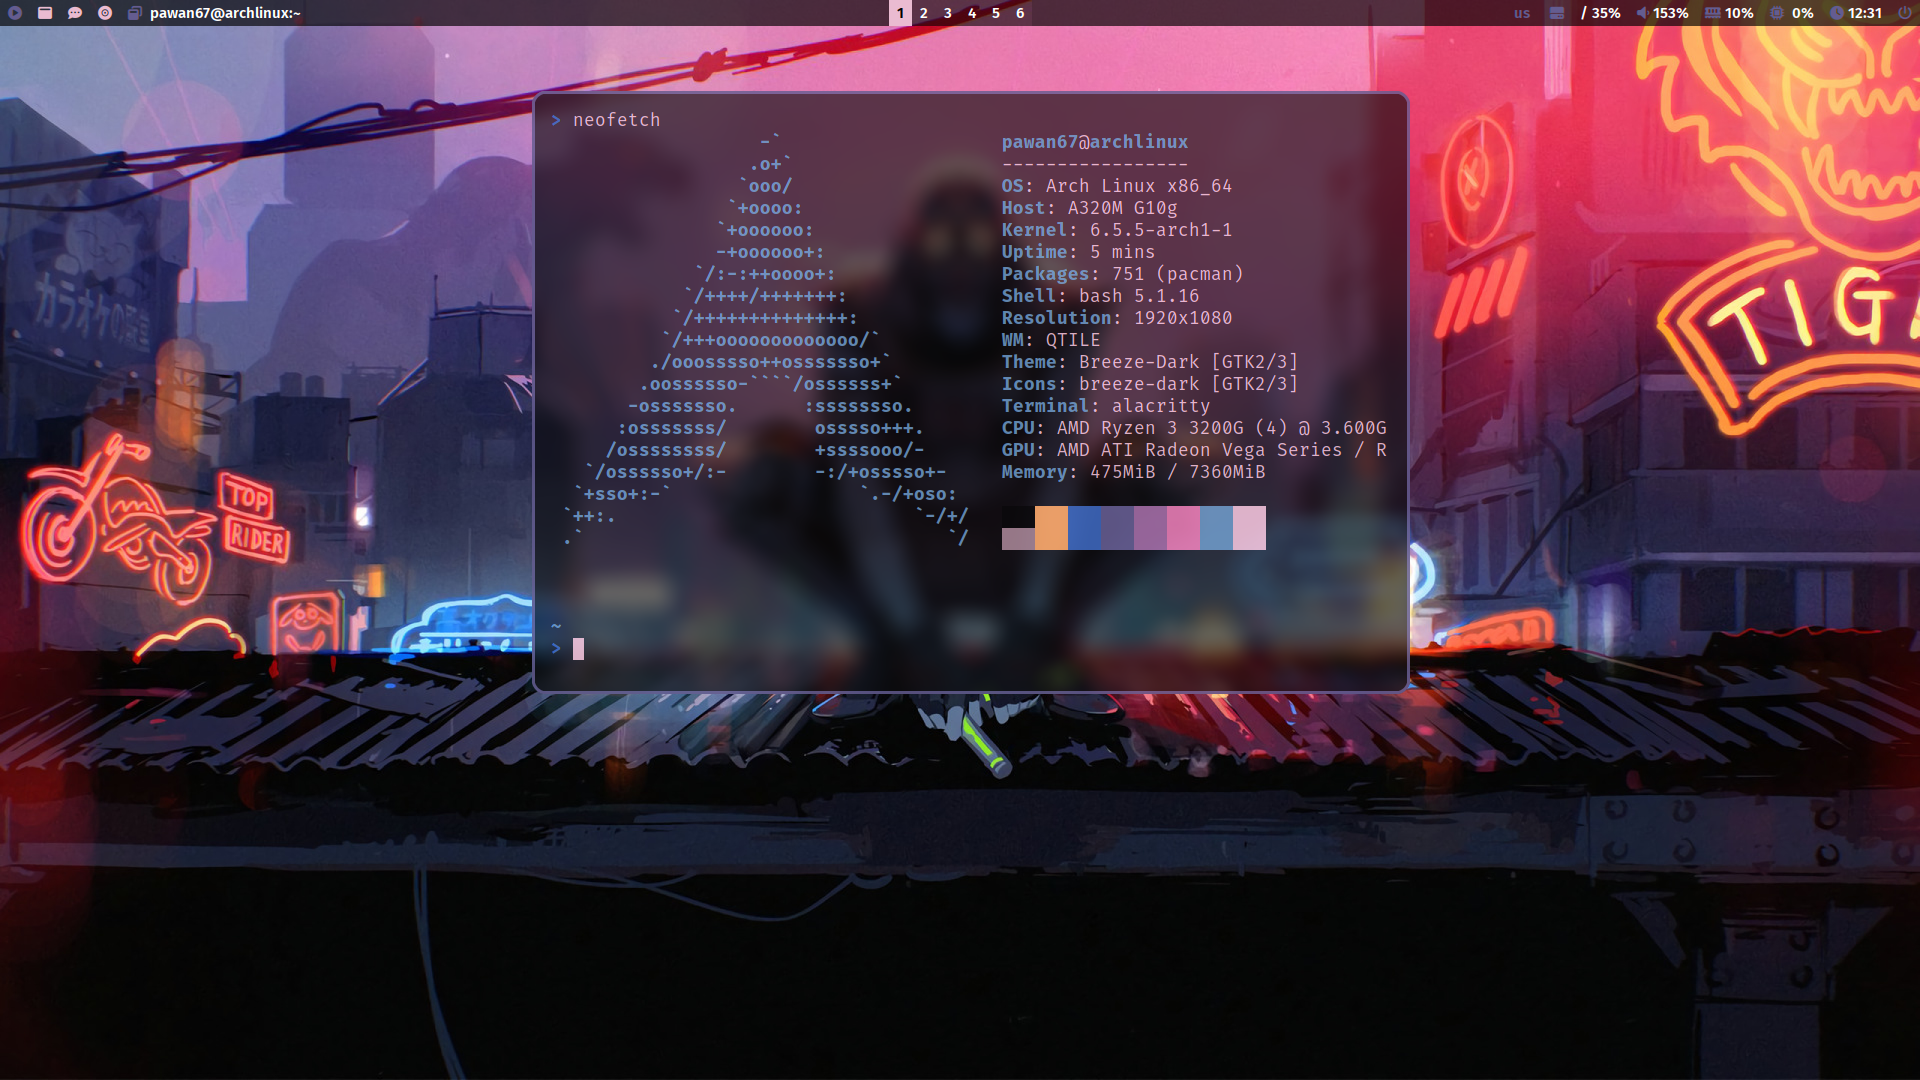 pawan67@archlinux:~
1 2 3 4 5 6
us / 35% 153% 10% 0% 12:31
> neofetch
-`
.o+`
`ooo/
`+oooo:
`+oooooo:
-+oooooo+:
`/:-:++oooo+:
`/++++/+++++++:
`/++++++++++++++:
`/+++ooooooooooooo/`
./ooosssso++osssssso+`
.oossssso-````/ossssss+`
-osssssso.      :ssssssso.
:osssssss/        osssso+++.
/ossssssss/        +ssssooo/-
`/ossssso+/:-        -:/+osssso+-
`+sso+:-`                 `.-/+oso:
`++:.                           `-/+/
.`                                 `/
pawan67@archlinux
-----------------
OS: Arch Linux x86_64
Host: A320M G10g
Kernel: 6.5.5-arch1-1
Uptime: 5 mins
Packages: 751 (pacman)
Shell: bash 5.1.16
Resolution: 1920x1080
WM: QTILE
Theme: Breeze-Dark [GTK2/3]
Icons: breeze-dark [GTK2/3]
Terminal: alacritty
CPU: AMD Ryzen 3 3200G (4) @ 3.600G
GPU: AMD ATI Radeon Vega Series / R
Memory: 475MiB / 7360MiB
~
>
カラオケの
TOP
RIDER
TIG